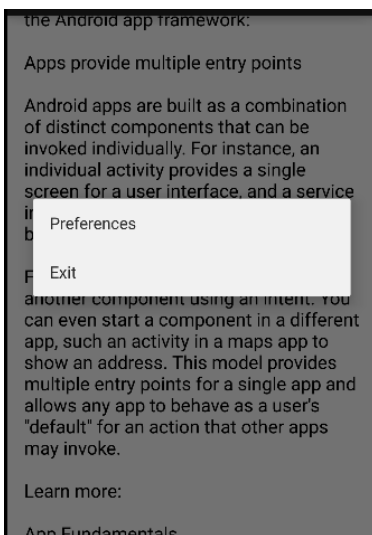 the Android app framework:
Apps provide multiple entry points
Android apps are built as a combination
of distinct components that can be
invoked individually. For instance, an
individual activity provides a single
screen for a user interface, and a service
Preferences
Exit
another component using an intent. You
can even start a component in a different
app, such an activity in a maps app to
show an address. This model provides
multiple entry points for a single app and
allows any app to behave as a user's
"default" for an action that other apps
may invoke.
Learn more:
App Fundamentals